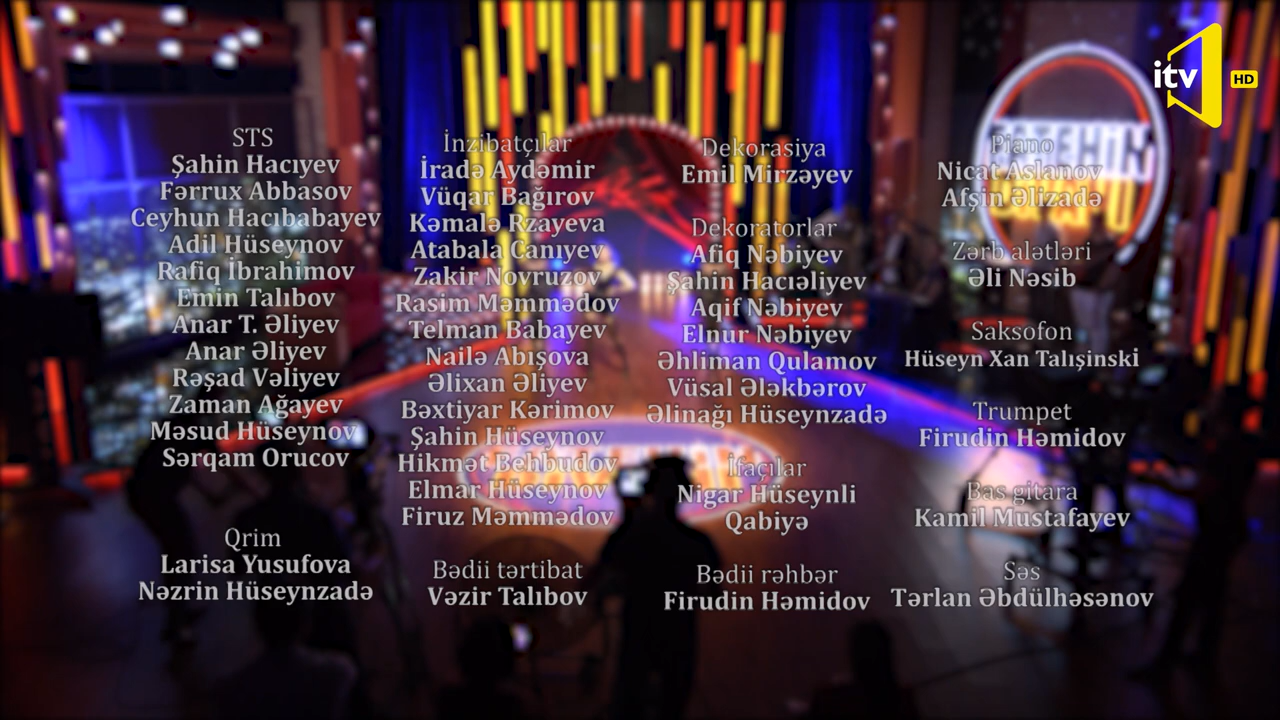 itv HD
STS
Şahin Hacıyev
Fərrux Abbasov
Ceyhun Hacıbabayev
Adil Hüseynov
Rafiq İbrahimov
Emin Talıbov
Anar T. Əliyev
Anar Əliyev
Rəşad Vəliyev
Zaman Ağayev
Məsud Hüseynov
Sərqam Orucov
Qrim
Larisa Yusufova
Nəzrin Hüseynzadə
İnzibatçılar
İradə Aydəmir
Vüqar Bağırov
Kəmalə Rzayeva
Atabala Canıyev
Zakir Novruzov
Rasim Məmmədov
Telman Babayev
Nailə Abışova
Əlixan Əliyev
Bəxtiyar Kərimov
Şahin Hüseynov
Hikmət Behbudov
Elmar Hüseynov
Firuz Məmmədov
Bədii tərtibat
Vəzir Talıbov
Dekorasiya
Emil Mirzəyev
Dekoratorlar
Afiq Nəbiyev
Şahin Hacıəliyev
Aqif Nəbiyev
Elnur Nəbiyev
Əhliman Qulamov
Vüsal Ələkbərov
Əlinağı Hüseynzadə
İfaçılar
Nigar Hüseynli
Qabiyə
Bədii rəhbər
Firudin Həmidov
Piano
Nicat Aslanov
Afşin Əlizadə
Zərb alətləri
Əli Nəsib
Saksofon
Hüseyn Xan Talışinski
Trumpet
Firudin Həmidov
Bas gitara
Kamil Mustafayev
Səs
Tərlan Əbdülhəsənov